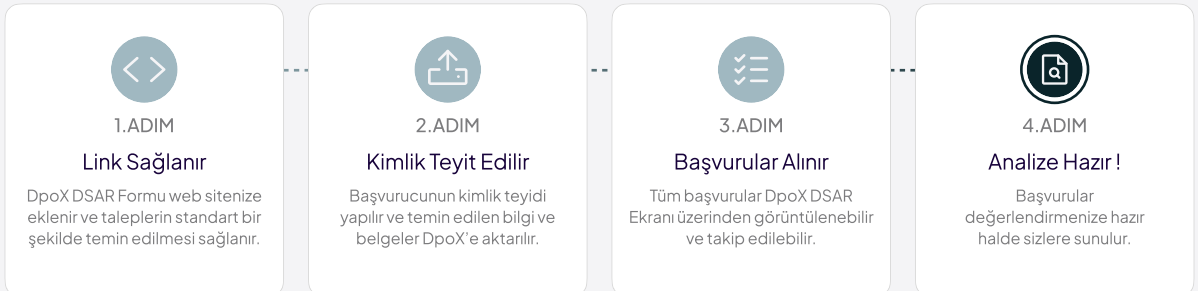 1.ADIM
Link Sağlanır
DpoX DSAR Formu web sitenize
eklenir ve taleplerin standart bir
şekilde temin edilmesi sağlanır.
2.ADIM
Kimlik Teyit Edilir
Başvurucunun kimlik teyidi
yapılır ve temin edilen bilgi ve
belgeler DpoX’e aktarılır.
3.ADIM
Başvurular Alınır
Tüm başvurular DpoX DSAR
Ekranı üzerinden görüntülenebilir
ve takip edilebilir.
4.ADIM
Analize Hazır !
Başvurular
değerlendirmenize hazır
halde sizlere sunulur.